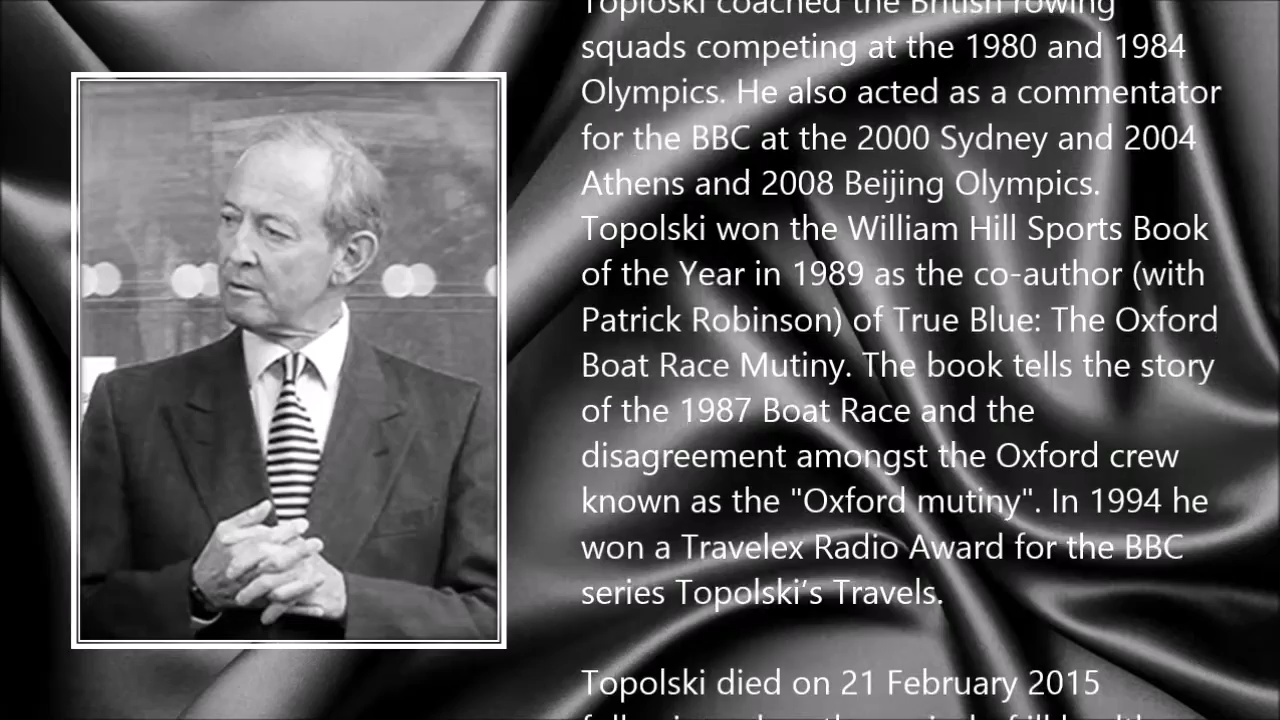 Toploski coached the British rowing
squads competing at the 1980 and 1984
Olympics. He also acted as a commentator
for the BBC at the 2000 Sydney and 2004
Athens and 2008 Beijing Olympics.
Topolski won the William Hill Sports Book
of the Year in 1989 as the co-author (with
Patrick Robinson) of True Blue: The Oxford
Boat Race Mutiny. The book tells the story
of the 1987 Boat Race and the
disagreement amongst the Oxford crew
known as the "Oxford mutiny". In 1994 he
won a Travelex Radio Award for the BBC
series Topolski’s Travels.
Topolski died on 21 February 2015